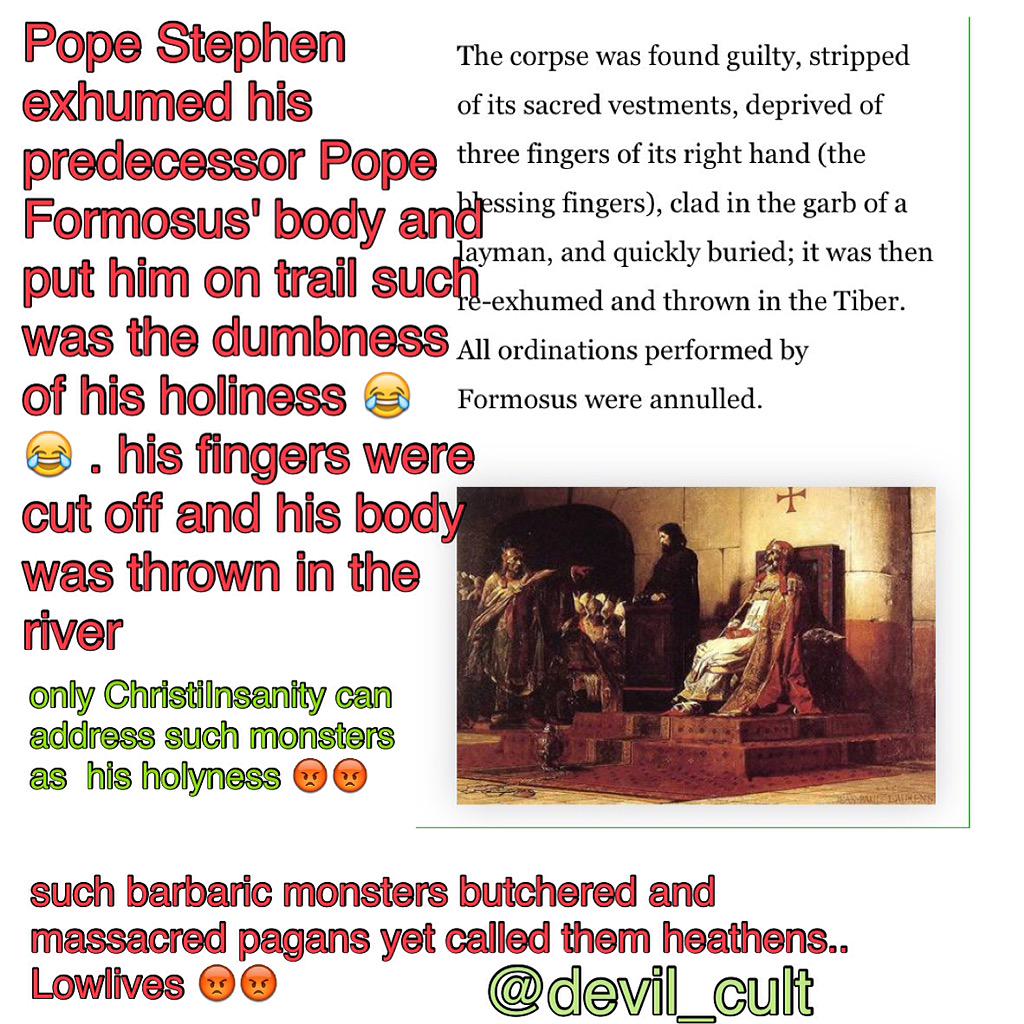 Pope Stephen
exhumed his
predecessor Pope
Formosus' body and
put him on trail such
was the dumbness
of his holiness 😂
😂 . his fingers were
cut off and his body
was thrown in the
river
only ChristiInsanity can
address such monsters
as his holyness 😡😡
The corpse was found guilty, stripped
of its sacred vestments, deprived of
three fingers of its right hand (the
blessing fingers), clad in the garb of a
layman, and quickly buried; it was then
re-exhumed and thrown in the Tiber.
All ordinations performed by
Formosus were annulled.
JEAN-PAUL LAURENS
such barbaric monsters butchered and
massacred pagans yet called them heathens..
Lowlives 😡😡
@devil_cult